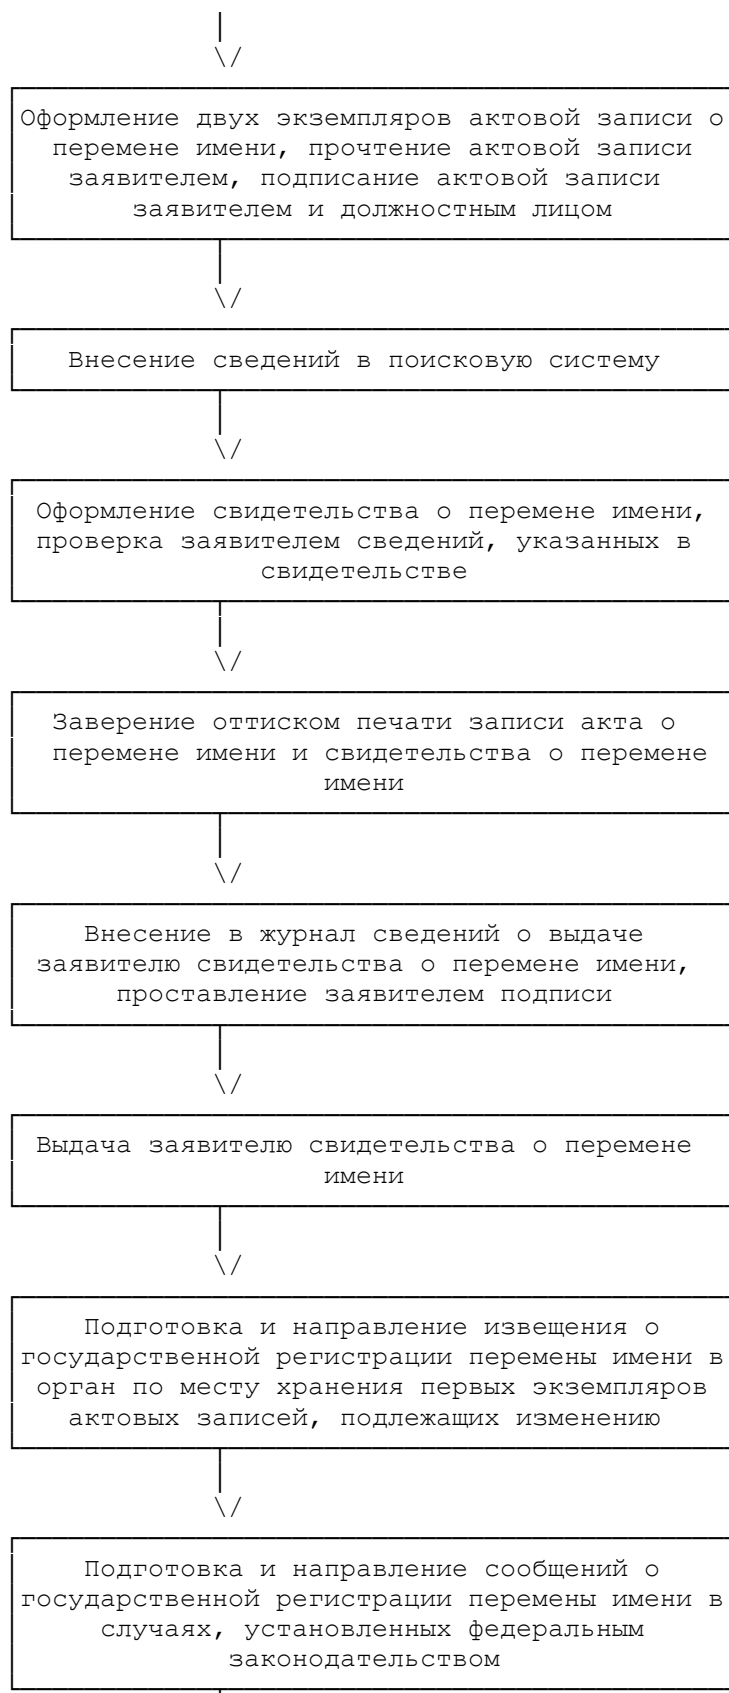 Оформление двух экземпляров актовой записи о
перемене имени, прочтение актовой записи
заявителем, подписание актовой записи
заявителем и должностным лицом
Внесение сведений в поисковую систему
Оформление свидетельства о перемене имени,
проверка заявителем сведений, указанных в
свидетельстве
Заверение оттиском печати записи акта о
перемене имени и свидетельства о перемене
имени
Внесение в журнал сведений о выдаче
заявителю свидетельства о перемене имени,
проставление заявителем подписи
Выдача заявителю свидетельства о перемене
имени
Подготовка и направление извещения о
государственной регистрации перемены имени в
орган по месту хранения первых экземпляров
актовых записей, подлежащих изменению
Подготовка и направление сообщений о
государственной регистрации перемены имени в
случаях, установленных федеральным
законодательством